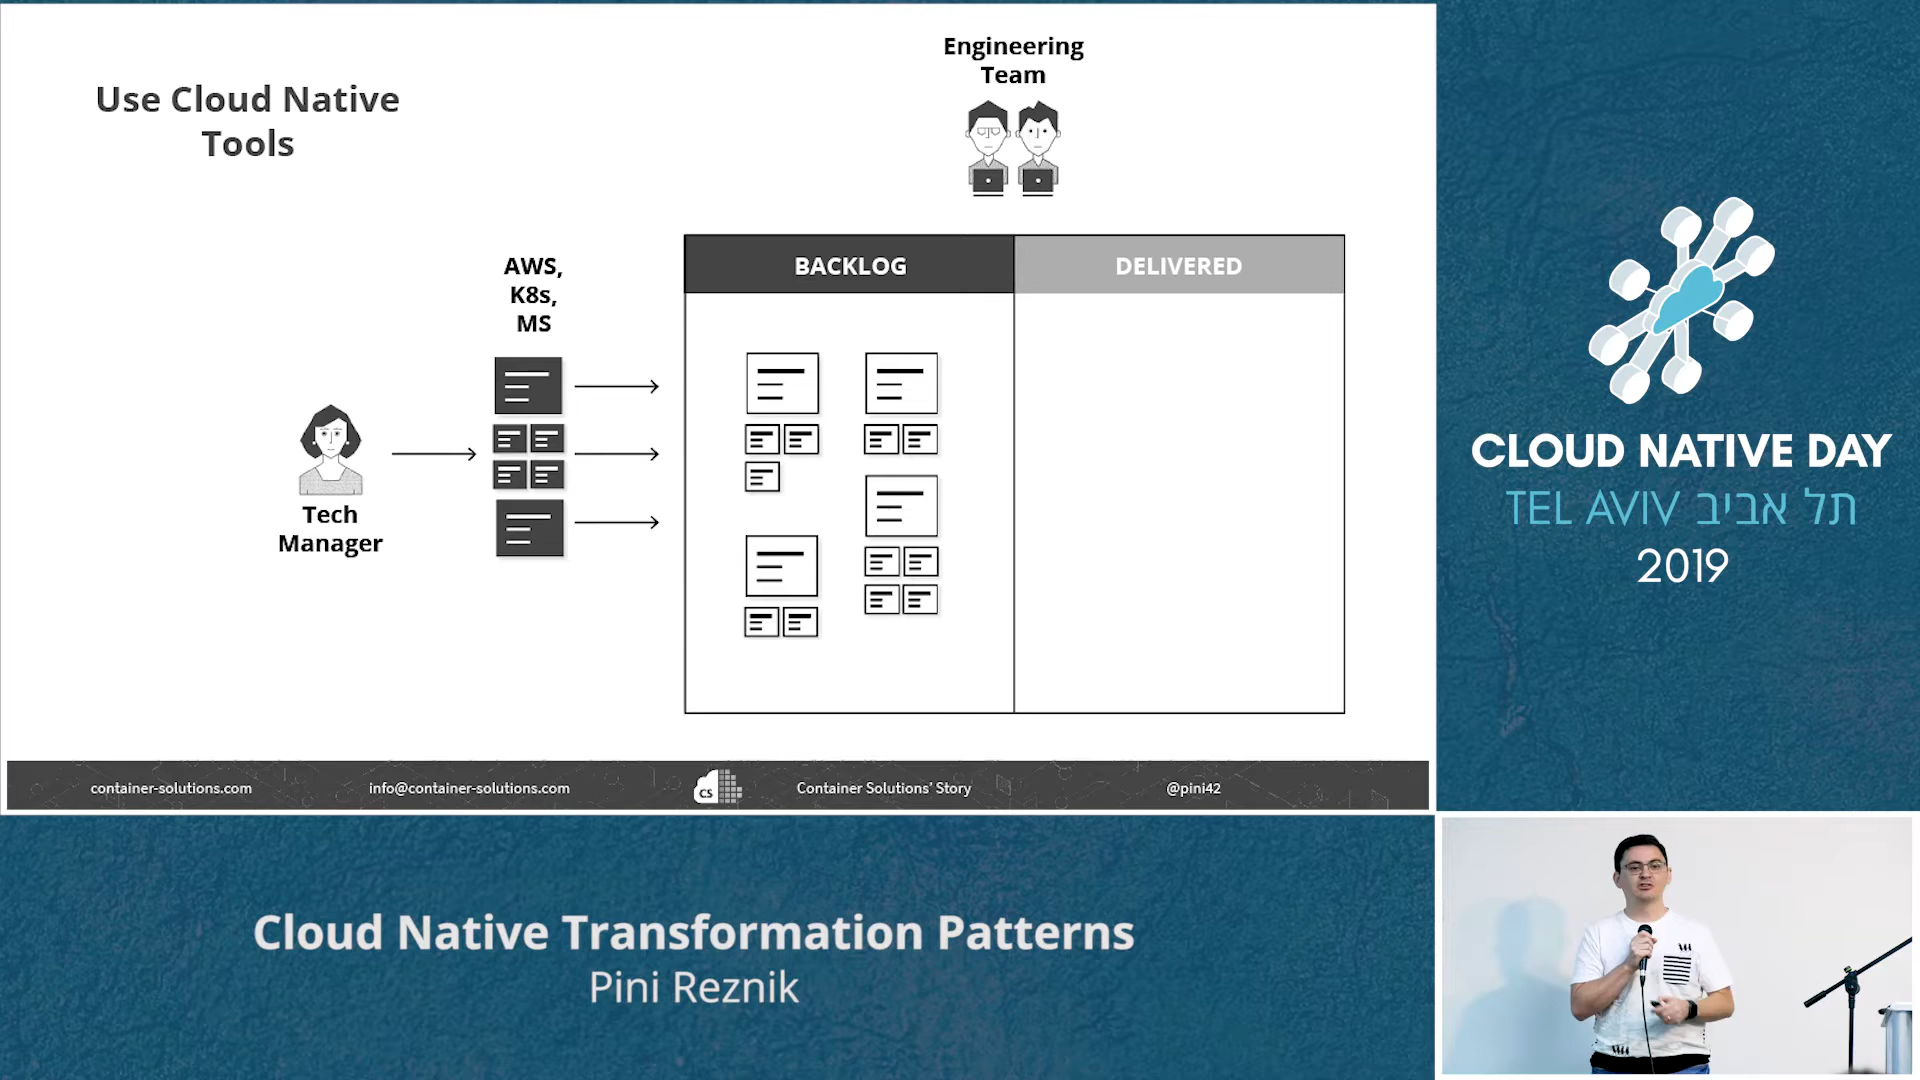 Use Cloud Native
Tools
Engineering
Team
AWS,
K8s,
MS
BACKLOG
DELIVERED
Tech
Manager
container-solutions.com
info@container-solutions.com
CS
Container Solutions' Story
@pini42
CLOUD NATIVE DAY
TEL AVIV תל אביב
2019
Cloud Native Transformation Patterns
Pini Reznik